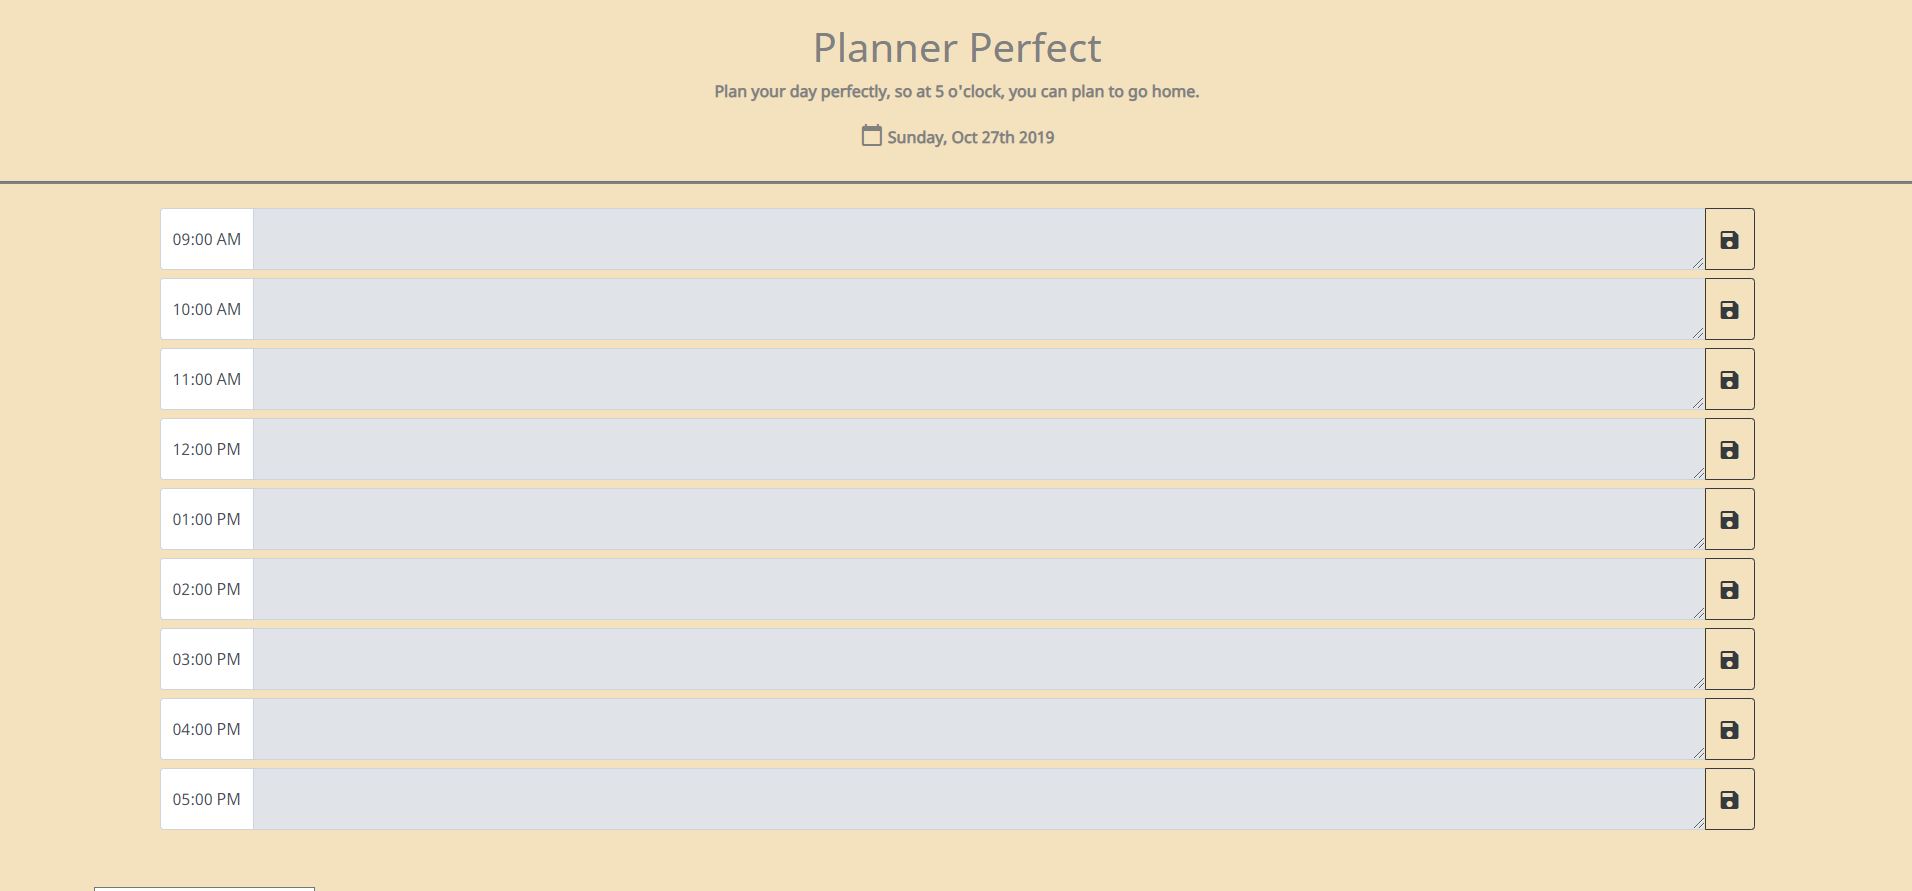 Planner Perfect
Plan your day perfectly, so at 5 o'clock, you can plan to go home.
Sunday, Oct 27th 2019
09:00 AM
10:00 AM
11:00 AM
12:00 PM
01:00 PM
02:00 PM
03:00 PM
04:00 PM
05:00 PM